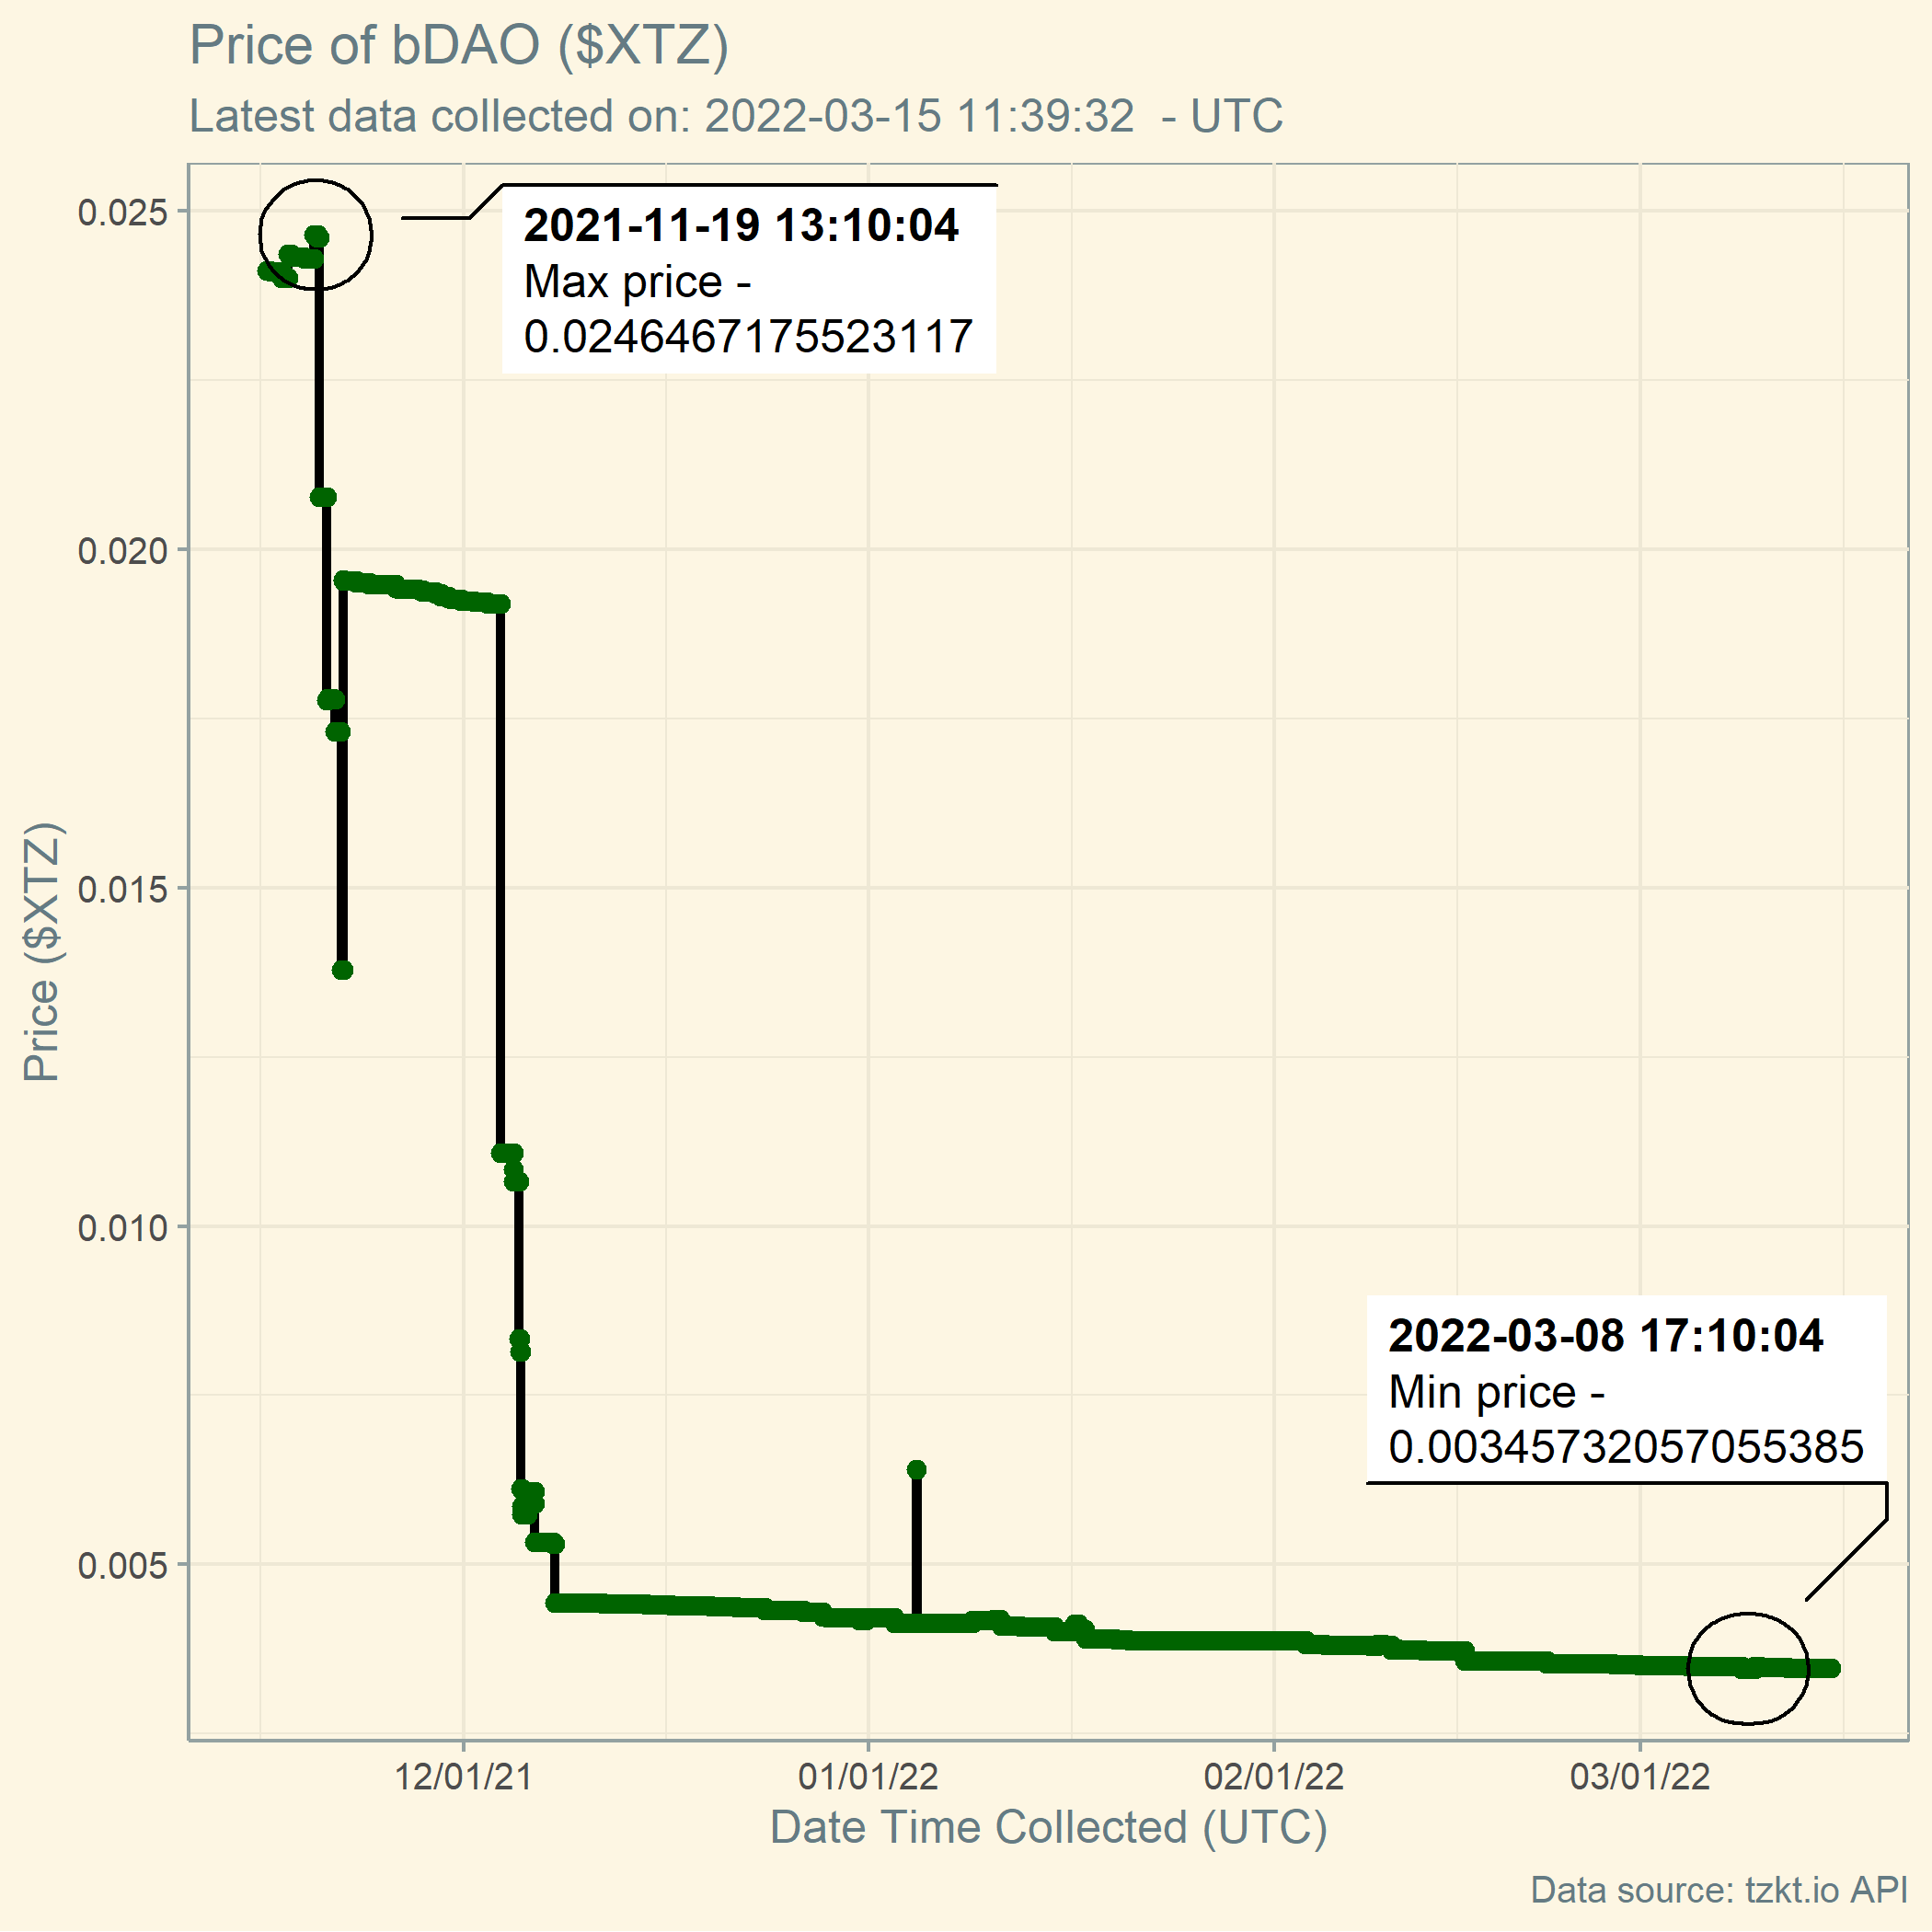 Price of bDAO ($XTZ)
Latest data collected on: 2022-03-15 11:39:32  - UTC
0.025
0.020
0.015
0.010
0.005
Price ($XTZ)
2021-11-19 13:10:04
Max price -
0.0246467175523117
2022-03-08 17:10:04
Min price -
0.00345732057055385
12/01/21
01/01/22
02/01/22
03/01/22
Date Time Collected (UTC)
Data source: tzkt.io API